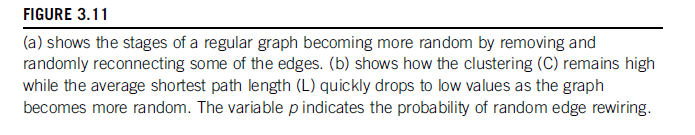 FIGURE 3.11
(a) shows the stages of a regular graph becoming more random by removing and
randomly reconnecting some of the edges. (b) shows how the clustering (C) remains high
while the average shortest path length (L) quickly drops to low values as the graph
becomes more random. The variable p indicates the probability of random edge rewiring.